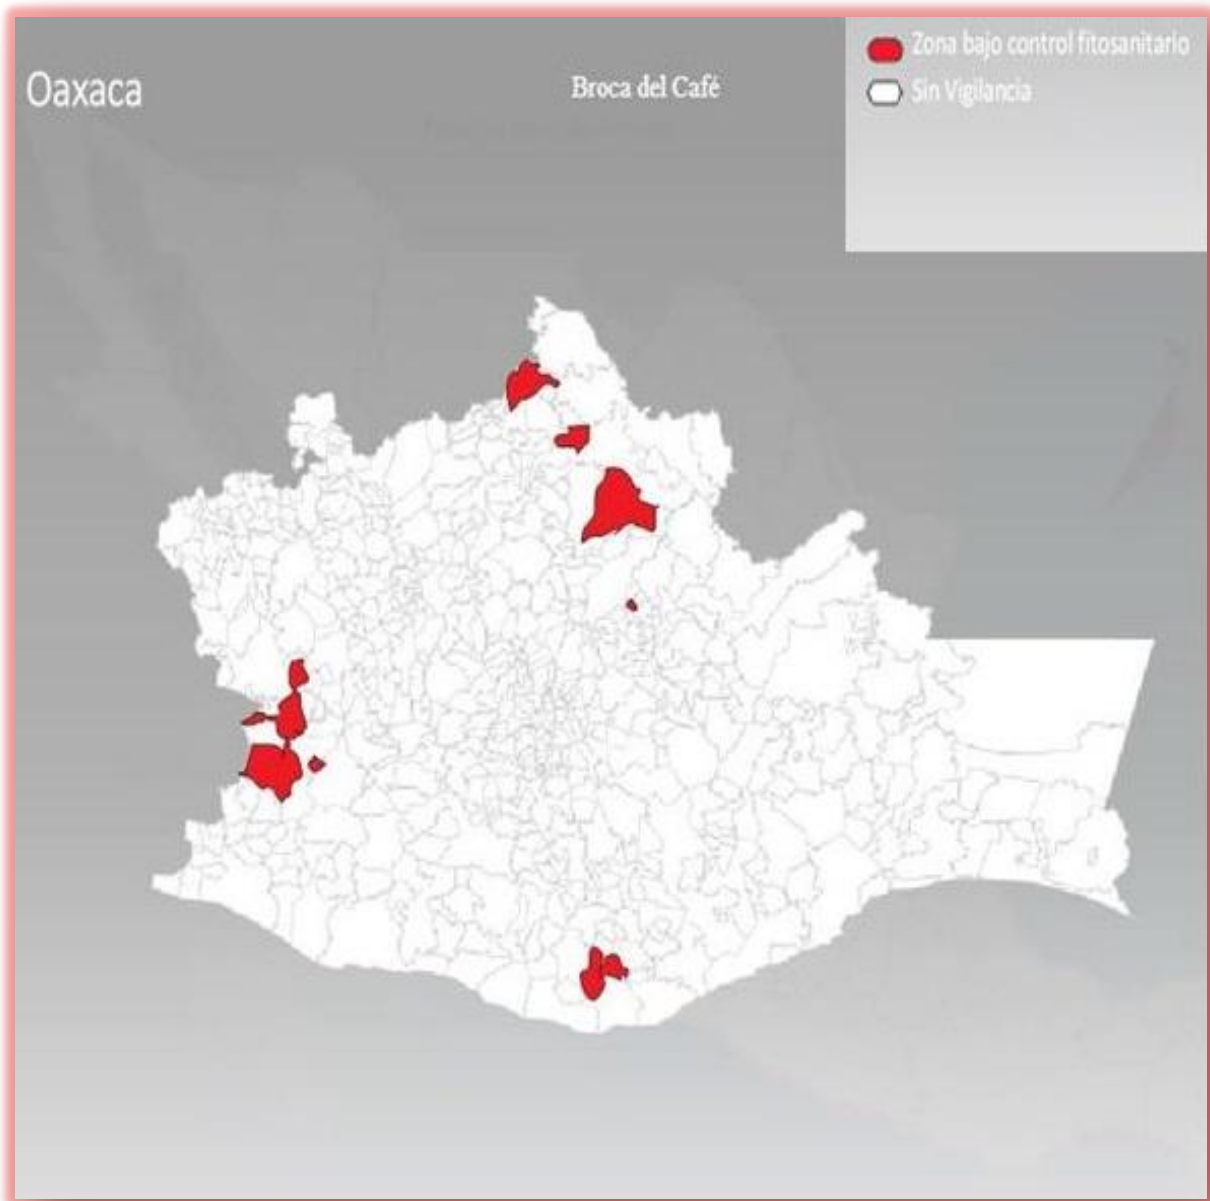 Oaxaca
Broca del Café
Zona bajo control fitosanitario
Sin Vigilancia